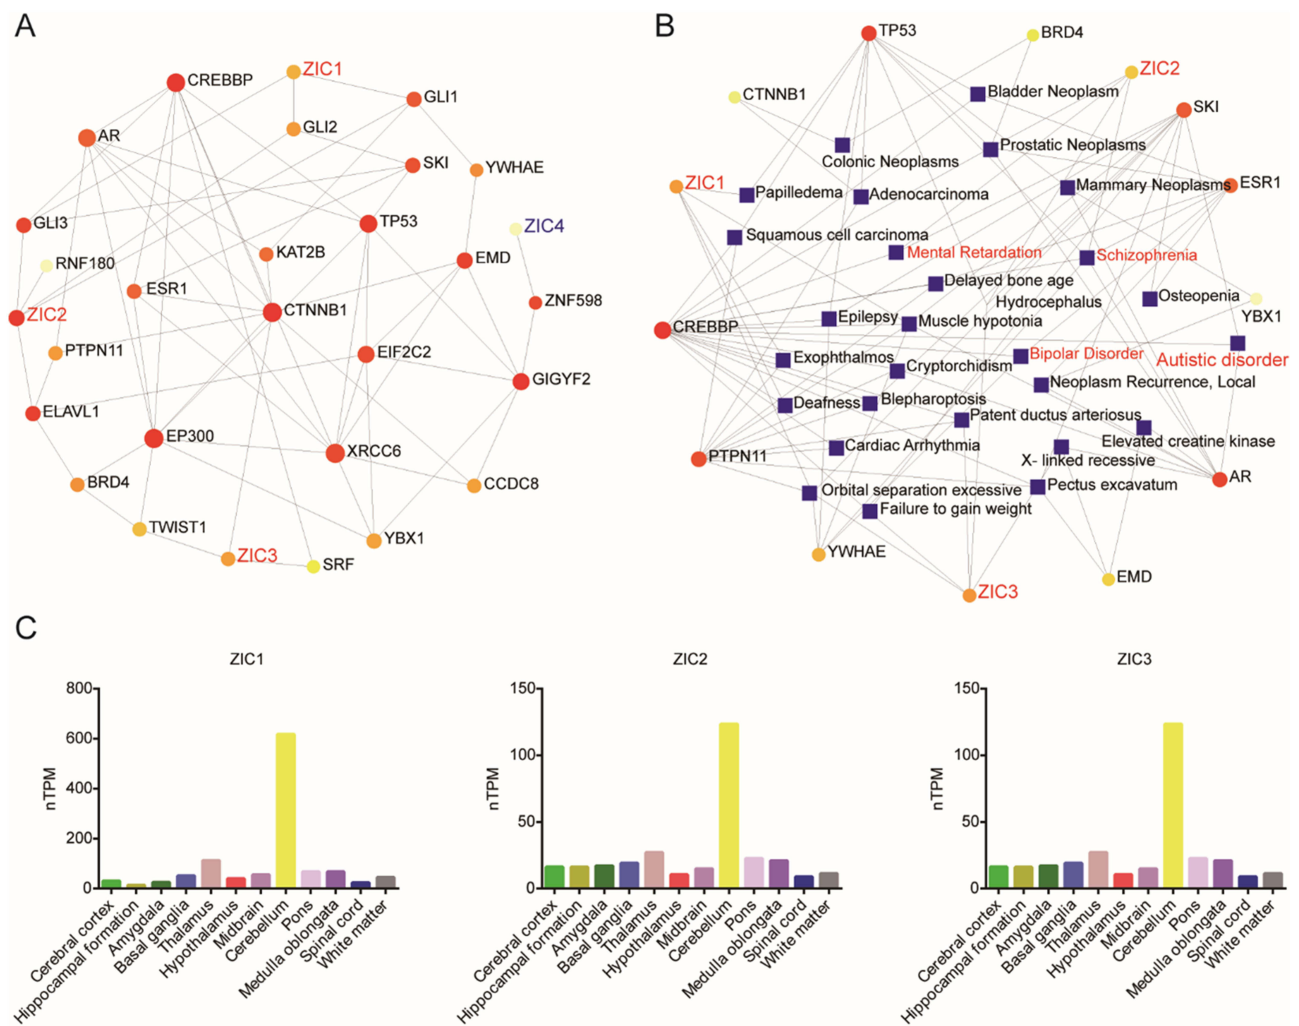 A
CREBBP
ZIC1
GLI1
AR
GLI2
SKI
YWHAE
GLI3
TP53
ZIC4
RNF180
KAT2B
EMD
ESR1
ZNF598
ZIC2
CTNNB1
PTPN11
EIF2C2
GIGYF2
ELAVL1
EP300
XRCC6
BRD4
CCDC8
TWIST1
YBX1
ZIC3
SRF
B
TP53
BRD4
ZIC2
CTNNB1
Bladder Neoplasm
SKI
Colonic Neoplasms
Prostatic Neoplasms
ZIC1
Papilledema
Adenocarcinoma
Mammary Neoplasms
ESR1
Squamous cell carcinoma
Mental Retardation
Schizophrenia
Delayed bone age
Hydrocephalus
Osteopenia
YBX1
CREBBP
Epilepsy
Muscle hypotonia
Exophthalmos
Cryptorchidism
Bipolar Disorder
Autistic disorder
Neoplasm Recurrence, Local
Deafness
Blepharoptosis
Patent ductus arteriosus
Elevated creatine kinase
Cardiac Arrhythmia
X- linked recessive
PTPN11
AR
Orbital separation excessive
Pectus excavatum
Failure to gain weight
YWHAE
EMD
ZIC3
C
ZIC1
nTPM
800
600
400
200
0
Cerebral cortex
Hippocampal formation
Amygdala
Basal ganglia
Thalamus
Hypothalamus
Midbrain
Cerebellum
Pons
Medulla oblongata
Spinal cord
White matter
ZIC2
nTPM
150
100
50
0
Cerebral cortex
Hippocampal formation
Amygdala
Basal ganglia
Thalamus
Hypothalamus
Midbrain
Cerebellum
Pons
Medulla oblongata
Spinal cord
White matter
ZIC3
nTPM
150
100
50
0
Cerebral cortex
Hippocampal formation
Amygdala
Basal ganglia
Thalamus
Hypothalamus
Midbrain
Cerebellum
Pons
Medulla oblongata
Spinal cord
White matter